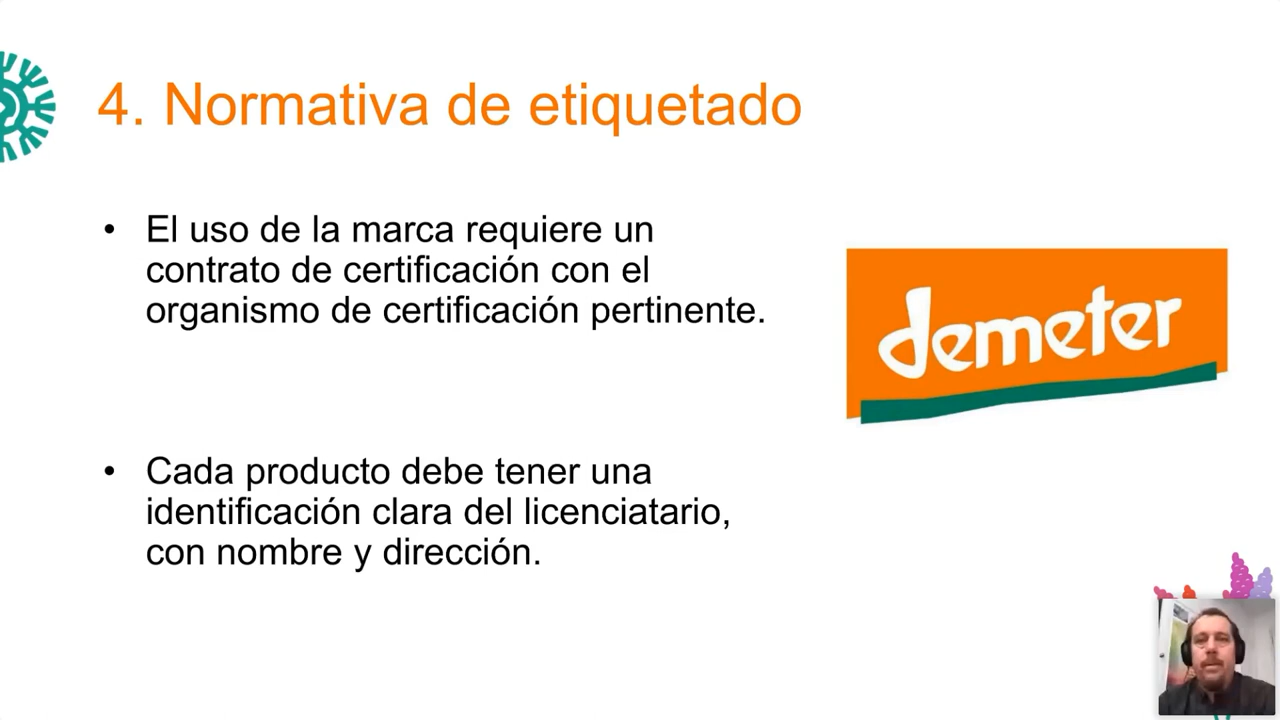 4. Normativa de etiquetado
• El uso de la marca requiere un
contrato de certificación con el
organismo de certificación pertinente.
demeter
• Cada producto debe tener una
identificación clara del licenciatario,
con nombre y dirección.